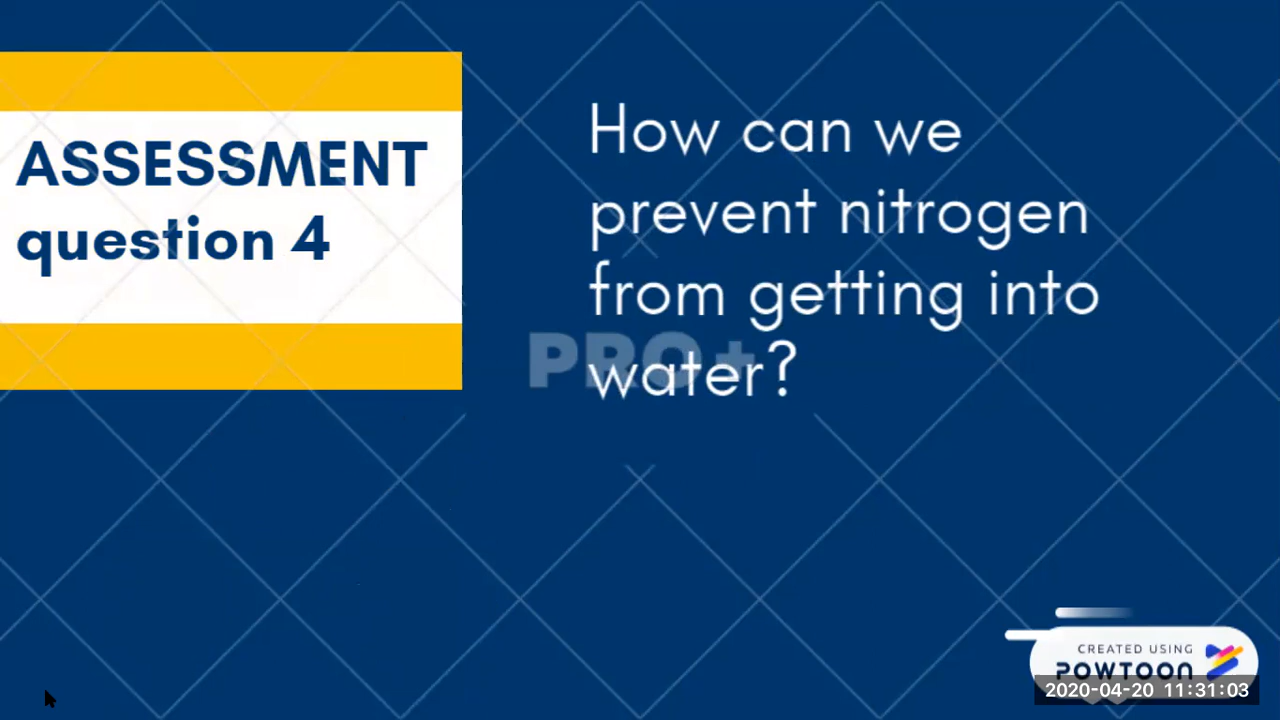 ASSESSMENT
question 4
How can we
prevent nitrogen
from getting into
water?
PRO+
CREATED USING
POWTOON
2020-04-20 11:31:03